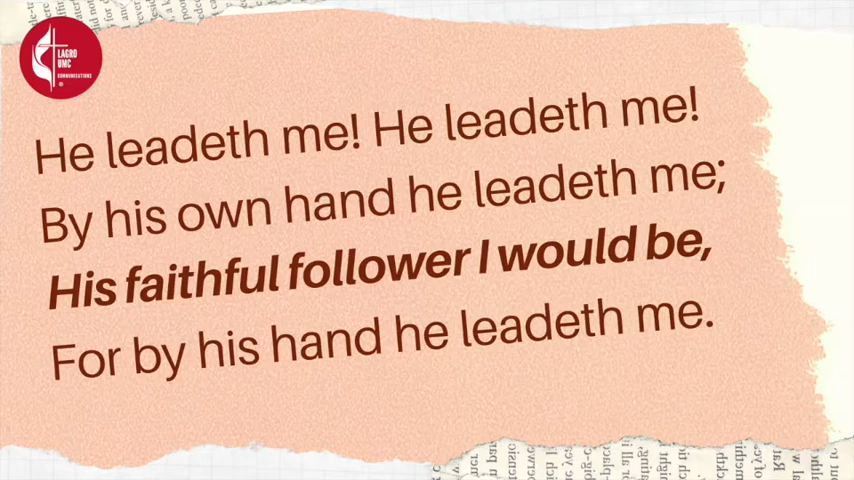 LAGRO
UMC
COMMUNICATIONS
He leadeth me! He leadeth me!
By his own hand he leadeth me;
His faithful follower I would be,
For by his hand he leadeth me.